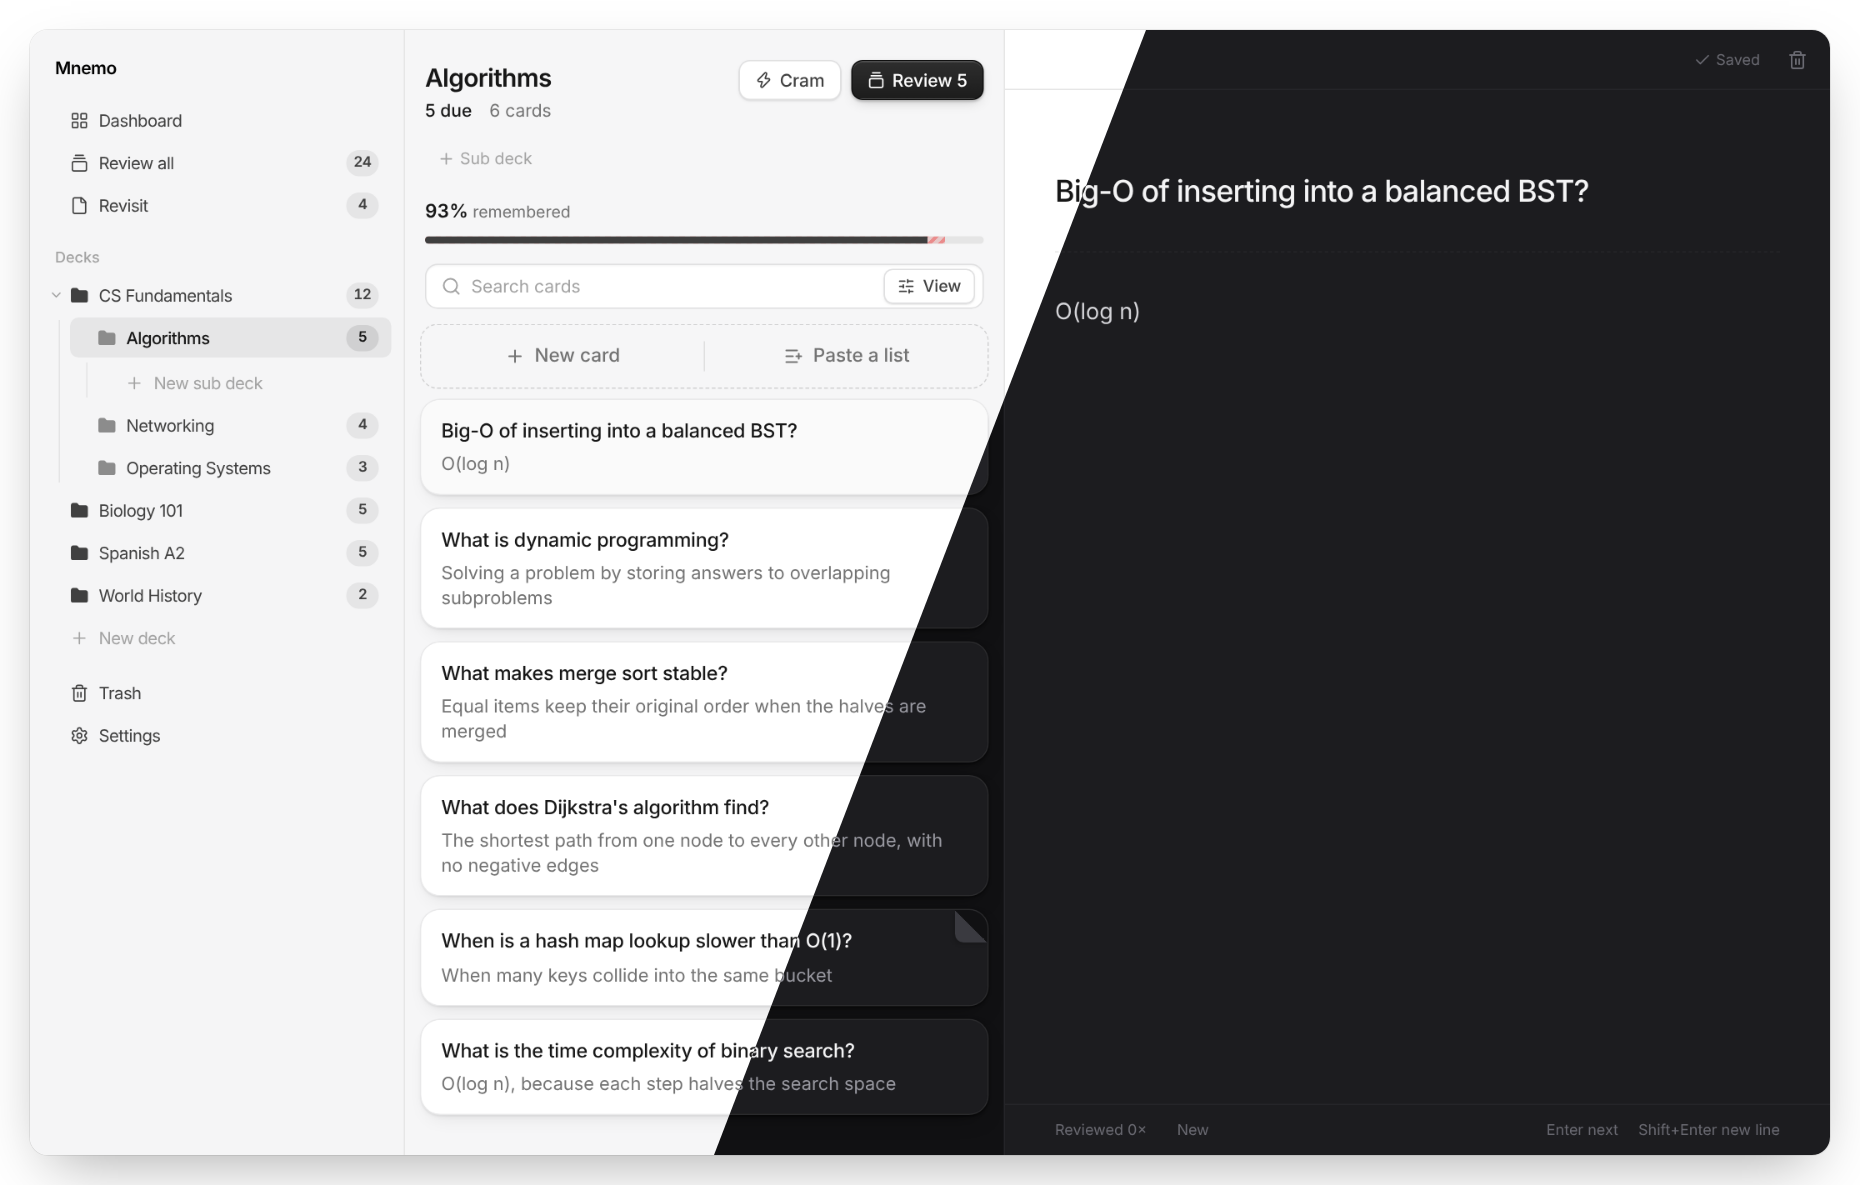 Mnemo
Dashboard
Review all 24
Revisit 4
Decks
CS Fundamentals 12
Algorithms 5
New sub deck
Networking 4
Operating Systems 3
Biology 101 5
Spanish A2 5
World History 2
New deck
Trash
Settings
Algorithms
Cram
Review 5
5 due 6 cards
Sub deck
93% remembered
Search cards
View
New card
Paste a list
Big-O of inserting into a balanced BST?
O(log n)
What is dynamic programming?
Solving a problem by storing answers to overlapping
subproblems
What makes merge sort stable?
Equal items keep their original order when the halves are
merged
What does Dijkstra's algorithm find?
The shortest path from one node to every other node, with
no negative edges
When is a hash map lookup slower than O(1)?
When many keys collide into the same bucket
What is the time complexity of binary search?
O(log n), because each step halves the search space
Saved
Big-O of inserting into a balanced BST?
O(log n)
Reviewed 0× New
Enter next Shift+Enter new line